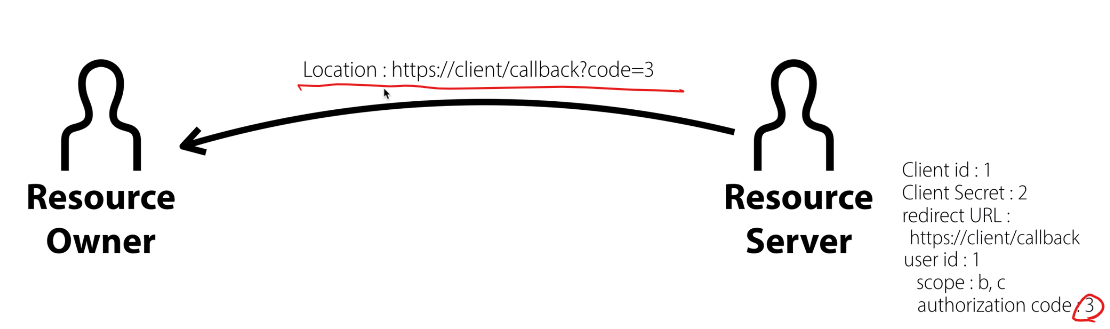 Location : https://client/callback?code=3
Resource
Owner
Resource
Server
Client id : 1
Client Secret : 2
redirect URL :
https://client/callback
user id : 1
scope : b, c
authorization code : 3